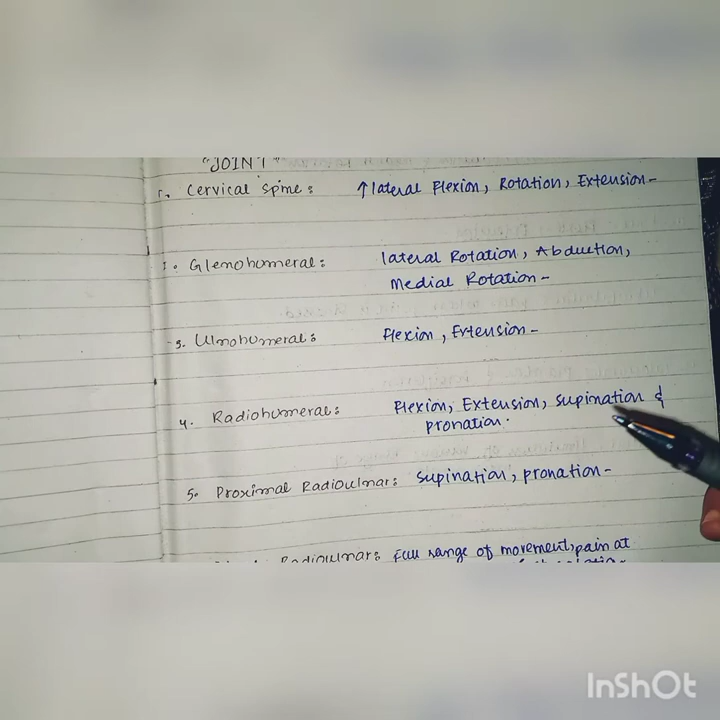 "JOINT"
1. Cervical Spine: ↑lateral Flexion, Rotation, Extension-
2. Glenohumeral: lateral Rotation, Abduction,
Medial Rotation-
3. Ulnohumeral: flexion, Extension-
4. Radiohumeral: Flexion, Extension, supination &
pronation.
5. Proximal Radioulnar: supination, pronation-
Radioulnar: Full range of movement, pain at
InShOt